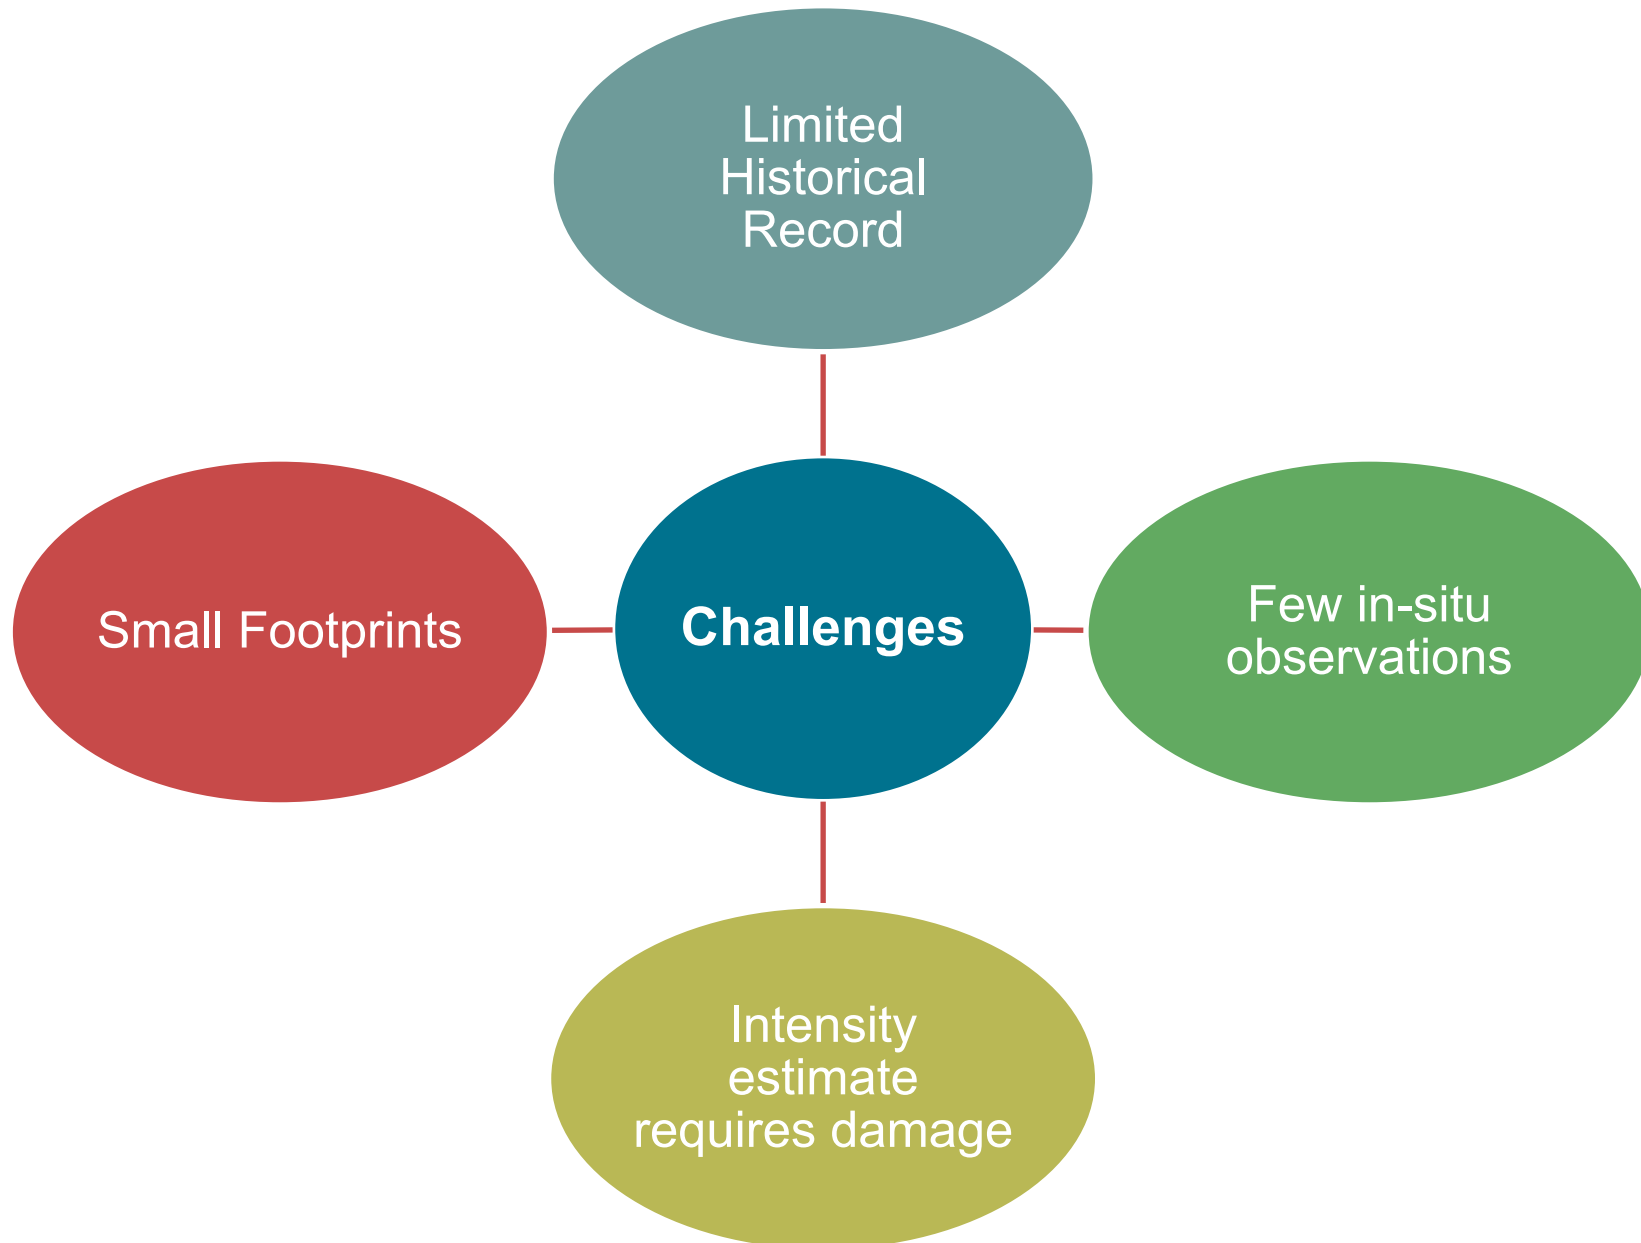 Limited
Historical
Record
Small Footprints
Challenges
Few in-situ
observations
Intensity
estimate
requires damage